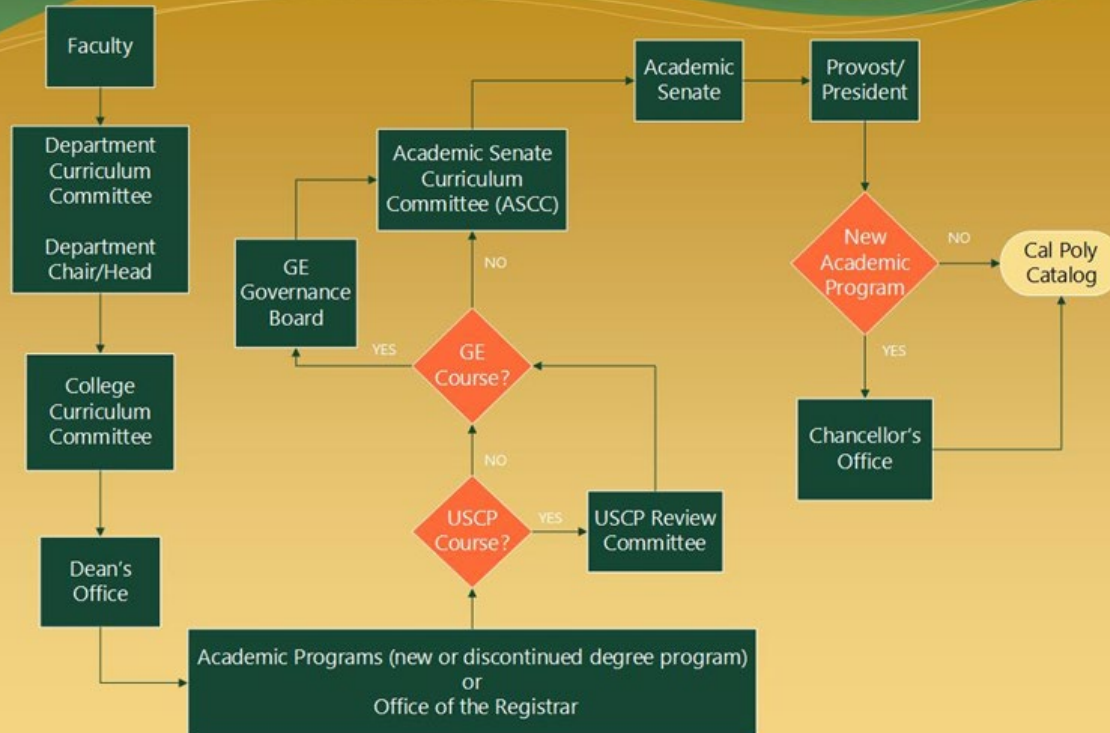 Faculty
Department
Curriculum
Committee
Department
Chair/Head
College
Curriculum
Committee
Dean's
Office
Academic Programs (new or discontinued degree program)
or
Office of the Registrar
USCP
Course?
YES
USCP Review
Committee
NO
GE
Course?
YES
GE
Governance
Board
NO
Academic Senate
Curriculum
Committee (ASCC)
Academic
Senate
Provost/
President
New
Academic
Program
NO
Cal Poly
Catalog
YES
Chancellor's
Office